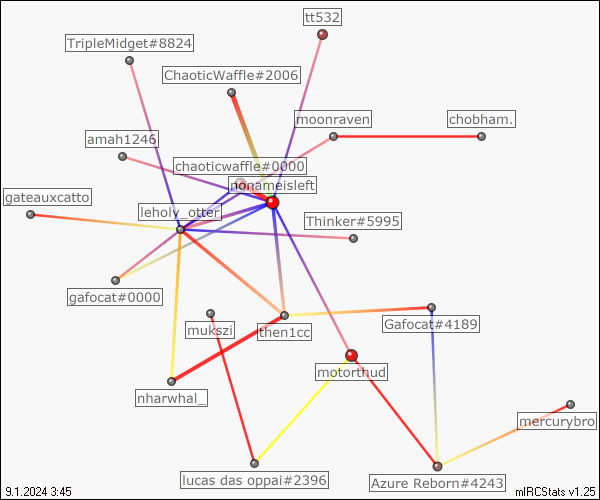 tt532
TripleMidget#8824
ChaoticWaffle#2006
moonraven
chobham.
amah1246
chaoticwaffle#0000
nonameisleft
gateauxcatto
leholy_otter
Thinker#5995
gafocat#0000
mukszi
then1cc
Gafocat#4189
motorthud
nharwhal_
mercurybro
lucas das oppai#2396
Azure Reborn#4243
9.1.2024 3:45
mIRCStats v1.25